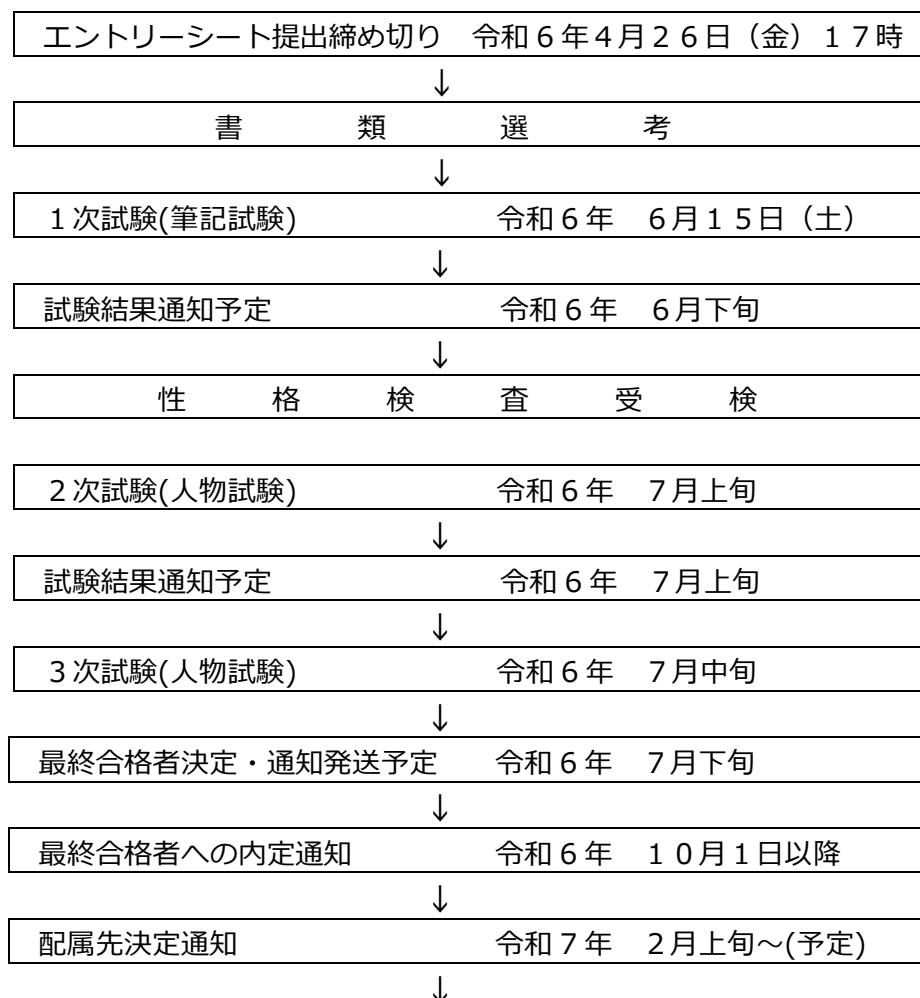 エントリーシート提出締め切り　令和６年４月２６日（金）１７時
↓
書　類　選　考
↓
１次試験(筆記試験)　令和６年　６月１５日（土）
↓
試験結果通知予定　令和６年　６月下旬
↓
性　格　検　査　受　検
２次試験(人物試験)　令和６年　７月上旬
↓
試験結果通知予定　令和６年　７月上旬
↓
３次試験(人物試験)　令和６年　７月中旬
↓
最終合格者決定・通知発送予定　令和６年　７月下旬
↓
最終合格者への内定通知　令和６年　１０月１日以降
↓
配属先決定通知　令和７年　２月上旬～(予定)
↓